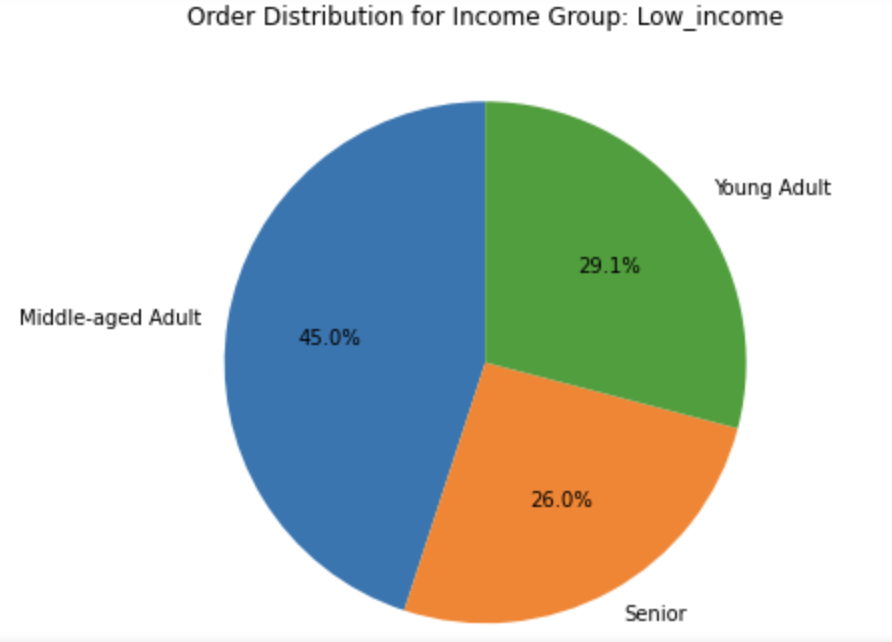 Order Distribution for Income Group: Low_income
Young Adult
29.1%
Middle-aged Adult
45.0%
26.0%
Senior